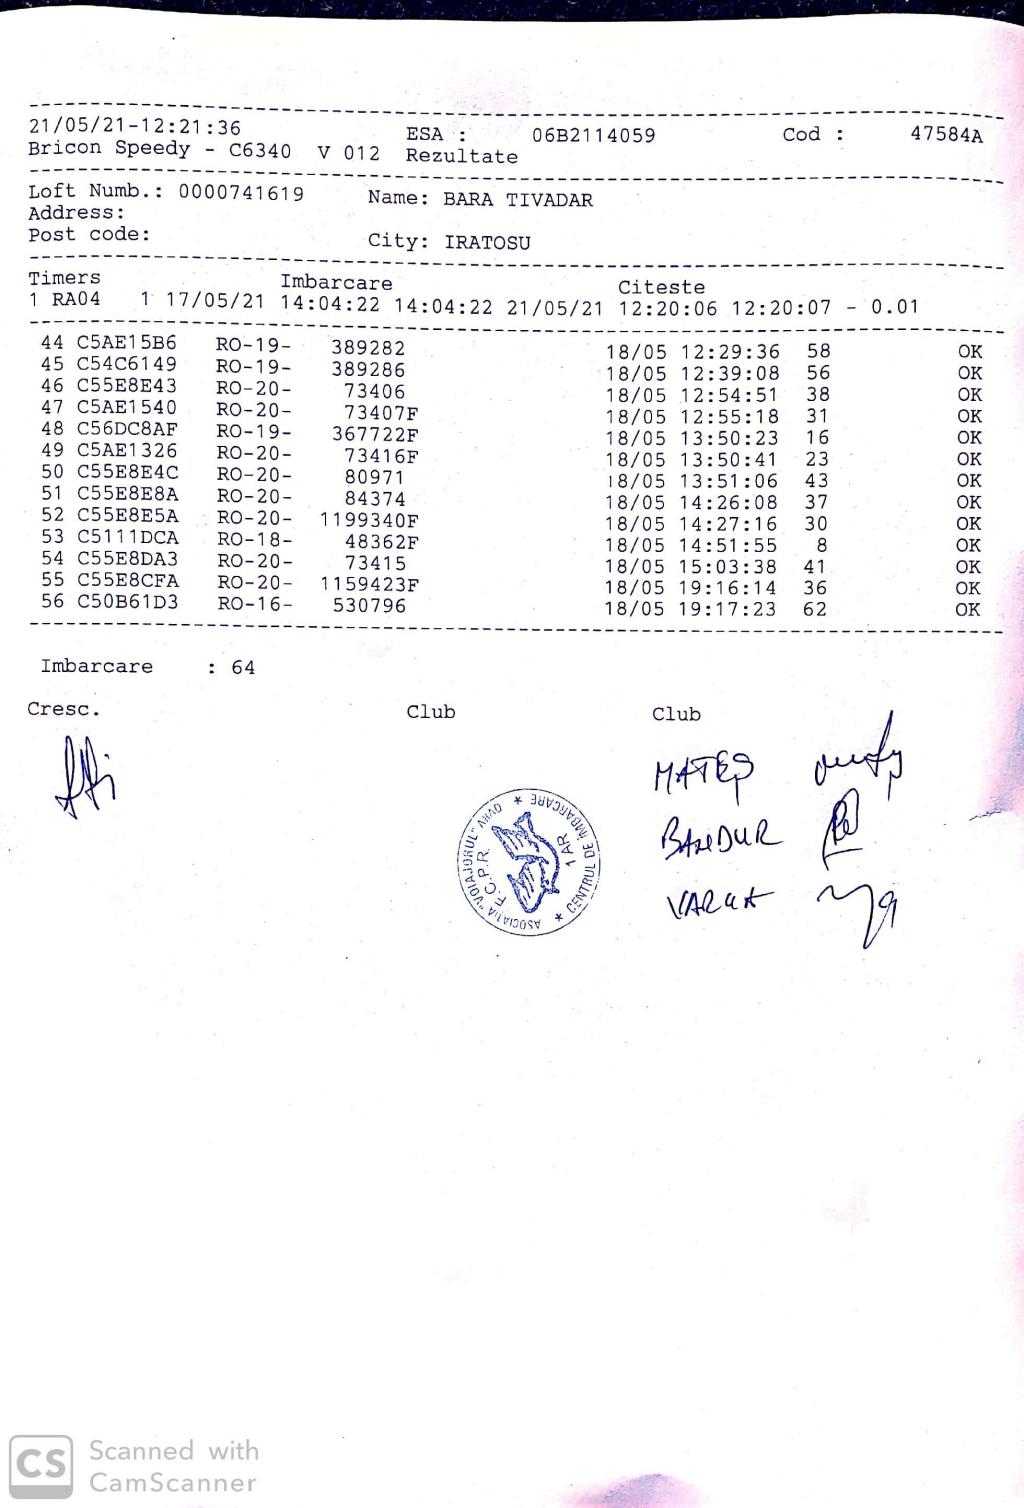 21/05/21-12:21:36 ESA : 06B2114059 Cod : 47584A
Bricon Speedy - C6340 V 012 Rezultate
Loft Numb.: 0000741619 Name: BARA TIVADAR
Address:
Post code: City: IRATOSU
Timers Imbarcare Citeste
1 RA04 1 17/05/21 14:04:22 14:04:22 21/05/21 12:20:06 12:20:07 - 0.01
44 C5AE15B6 RO-19- 389282 18/05 12:29:36 58 OK
45 C54C6149 RO-19- 389286 18/05 12:39:08 56 OK
46 C55E8E43 RO-20- 73406 18/05 12:54:51 38 OK
47 C5AE1540 RO-20- 73407F 18/05 12:55:18 31 OK
48 C56DC8AF RO-19- 367722F 18/05 13:50:23 16 OK
49 C5AE1326 RO-20- 73416F 18/05 13:50:41 23 OK
50 C55E8E4C RO-20- 80971 18/05 13:51:06 43 OK
51 C55E8E8A RO-20- 84374 18/05 14:26:08 37 OK
52 C55E8E5A RO-20- 1199340F 18/05 14:27:16 30 OK
53 C5111DCA RO-18- 48362F 18/05 14:51:55 8 OK
54 C55E8DA3 RO-20- 73415 18/05 15:03:38 41 OK
55 C55E8CFA RO-20- 1159423F 18/05 19:16:14 36 OK
56 C50B61D3 RO-16- 530796 18/05 19:17:23 62 OK
Imbarcare : 64
Cresc. Club Club
MATEȘ
BANDUR
VARGA
ASOCIAȚIA "VOIAJORUL" ARAD * CENTRUL DE IMBARCARE *
F.C.P.R.
1 AR
CS Scanned with
CamScanner